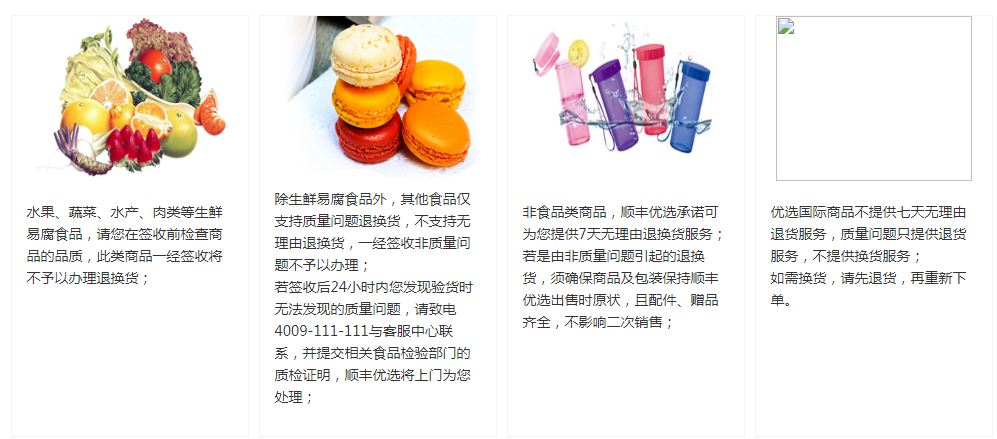 水果、蔬菜、水产、肉类等生鲜
易腐食品，请您在签收前检查商
品的品质，此类商品一经签收将
不予以办理退换货；
除生鲜易腐食品外，其他食品仅
支持质量问题退换货，不支持无
理由退换货，一经签收非质量问
题不予以办理；
若签收后24小时内您发现验货时
无法发现的质量问题，请致电
4009-111-111与客服中心联
系，并提交相关食品检验部门的
质检证明，顺丰优选将上门为您
处理；
非食品类商品，顺丰优选承诺可
为您提供7天无理由退换货服务；
若是由非质量问题引起的退换
货，须确保商品及包装保持顺丰
优选出售时原状，且配件、赠品
齐全，不影响二次销售；
优选国际商品不提供七天无理由
退货服务，质量问题只提供退货
服务，不提供换货服务；
如需换货，请先退货，再重新下
单。